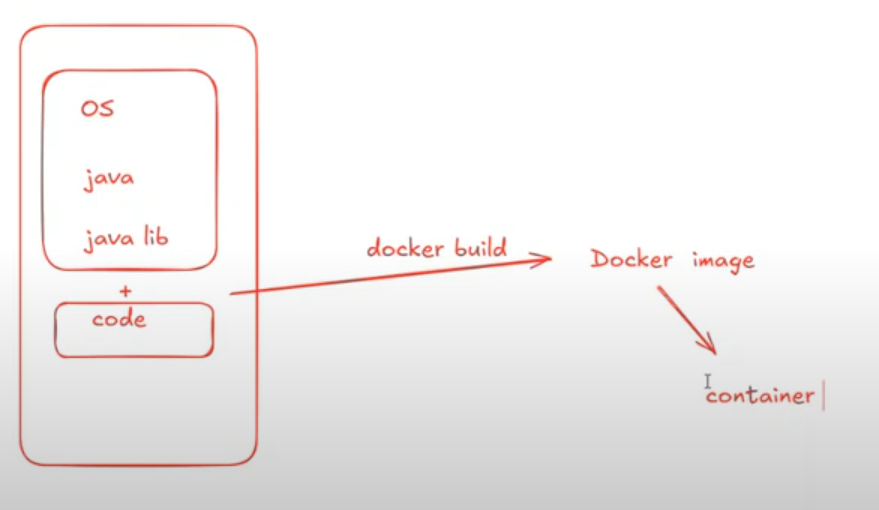 OS
java
java lib
+
code
docker build
Docker image
container